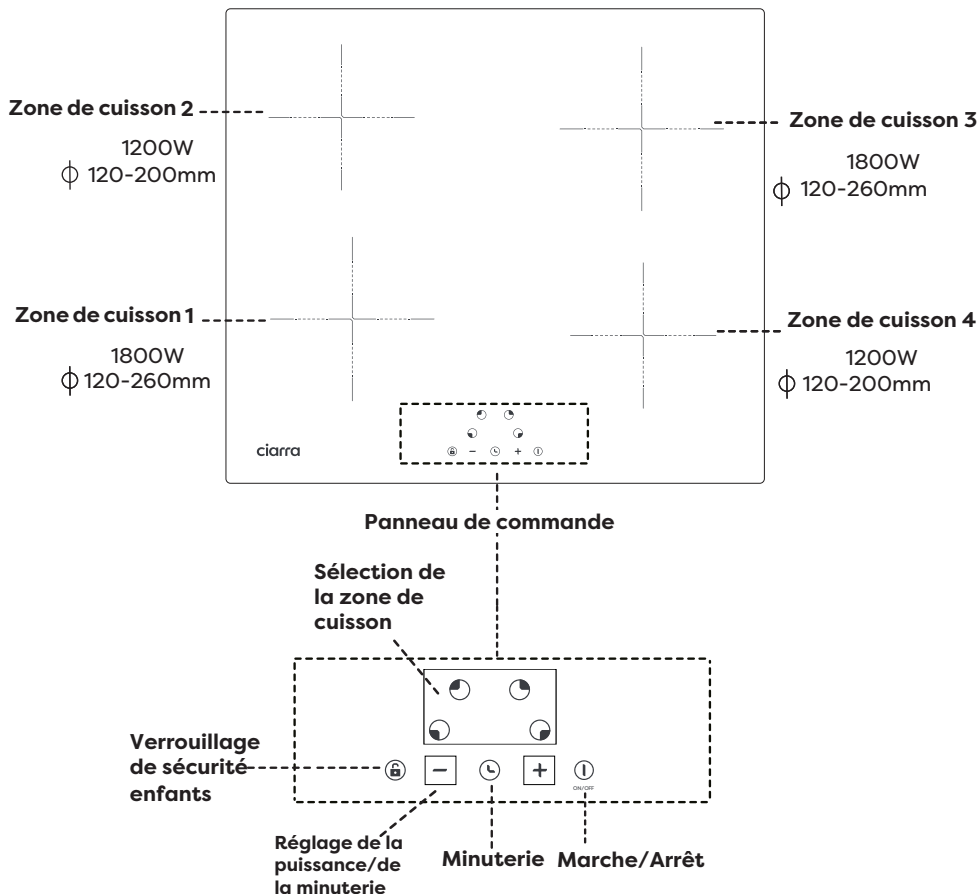 Zone de cuisson 2
1200W
ϕ 120-200mm
Zone de cuisson 3
1800W
ϕ 120-260mm
Zone de cuisson 1
1800W
ϕ 120-260mm
Zone de cuisson 4
1200W
ϕ 120-200mm
ciarra
Panneau de commande
Sélection de
la zone de
cuisson
Verrouillage
de sécurité
enfants
ON/OFF
Réglage de la
puissance/de
la minuterie
Minuterie
Marche/Arrêt